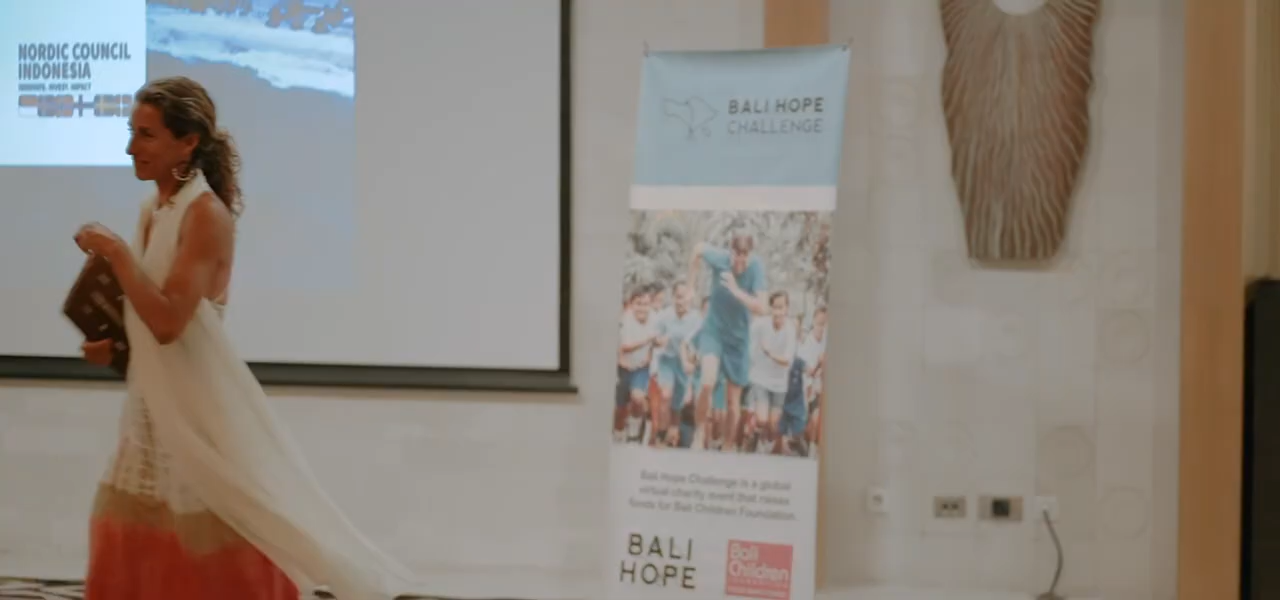 NORDIC COUNCIL
INDONESIA
BALI HOPE
CHALLENGE
Bali Hope Challenge is a global
virtual charity event that raises
funds for Bali Children Foundation.
BALI
HOPE
Bali
Children